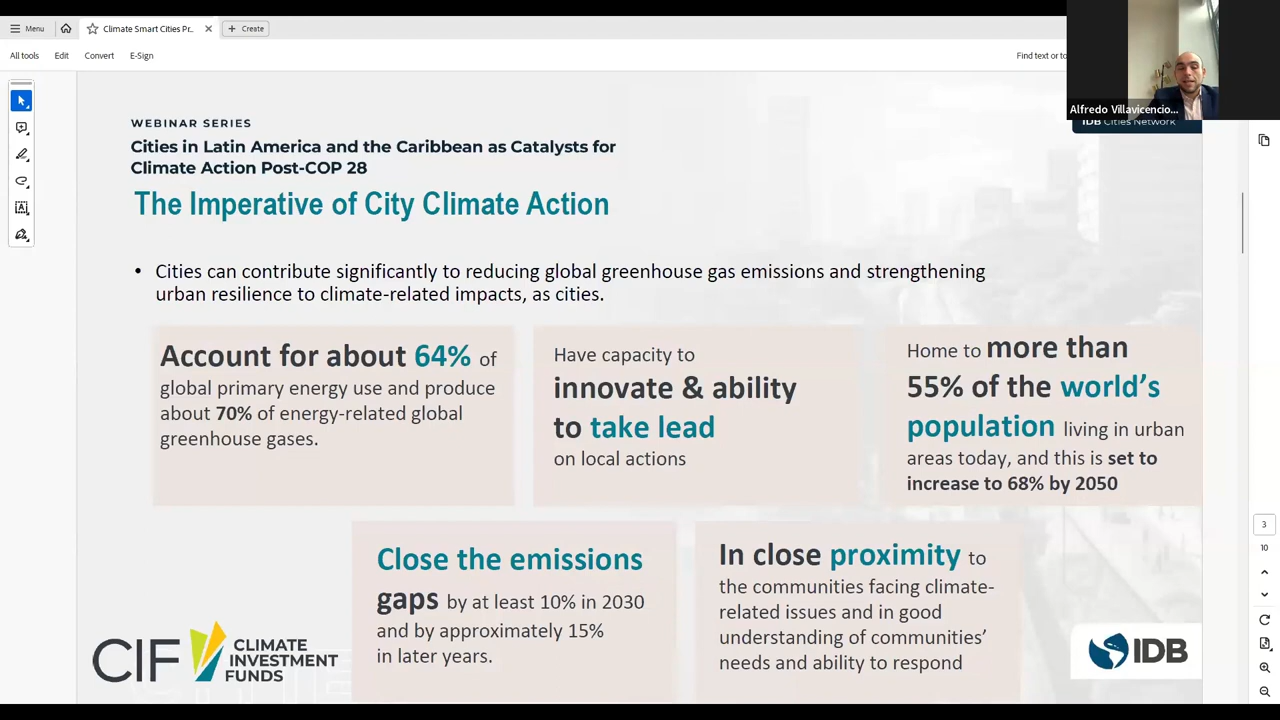 Menu
Climate Smart Cities Pr..
Create
All tools
Edit
Convert
E-Sign
Find text or to
Alfredo Villavicencio...
IDB Cities Network
WEBINAR SERIES
Cities in Latin America and the Caribbean as Catalysts for
Climate Action Post-COP 28
The Imperative of City Climate Action
• Cities can contribute significantly to reducing global greenhouse gas emissions and strengthening
urban resilience to climate-related impacts, as cities.
Account for about 64% of
global primary energy use and produce
about 70% of energy-related global
greenhouse gases.
Have capacity to
innovate & ability
to take lead
on local actions
Home to more than
55% of the world's
population living in urban
areas today, and this is set to
increase to 68% by 2050
Close the emissions
gaps by at least 10% in 2030
and by approximately 15%
in later years.
In close proximity to
the communities facing climate-
related issues and in good
understanding of communities'
needs and ability to respond
CIF
CLIMATE
INVESTMENT
FUNDS
IDB
3
10